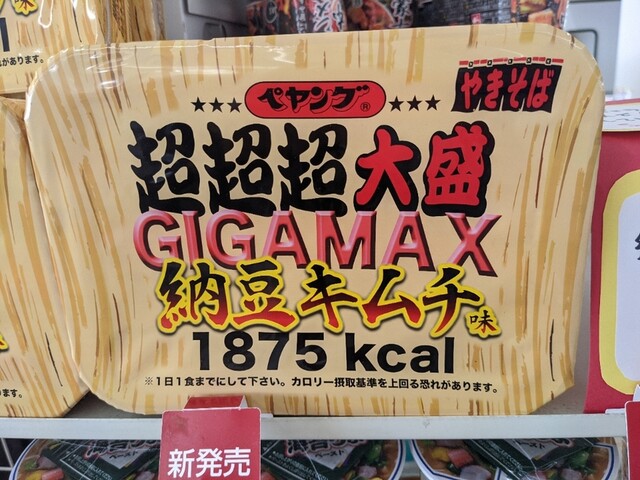 ペヤング®
やきそば
超超超大盛
GIGAMAX
納豆キムチ味
1875 kcal
※1日1食までにして下さい。カロリー摂取基準を上回る恐れがあります。
新発売